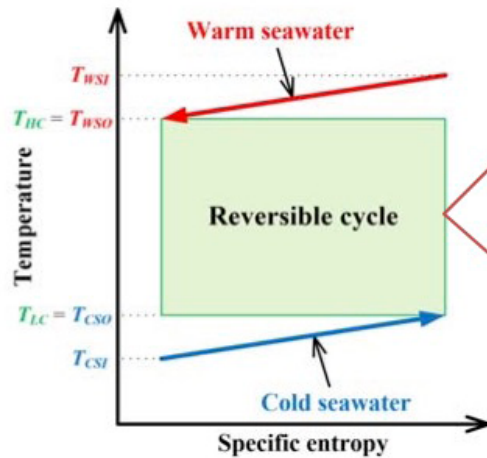 Warm seawater
T_WSI
T_HC = T_WSO
Temperature
Reversible cycle
T_LC = T_CSO
T_CSI
Cold seawater
Specific entropy